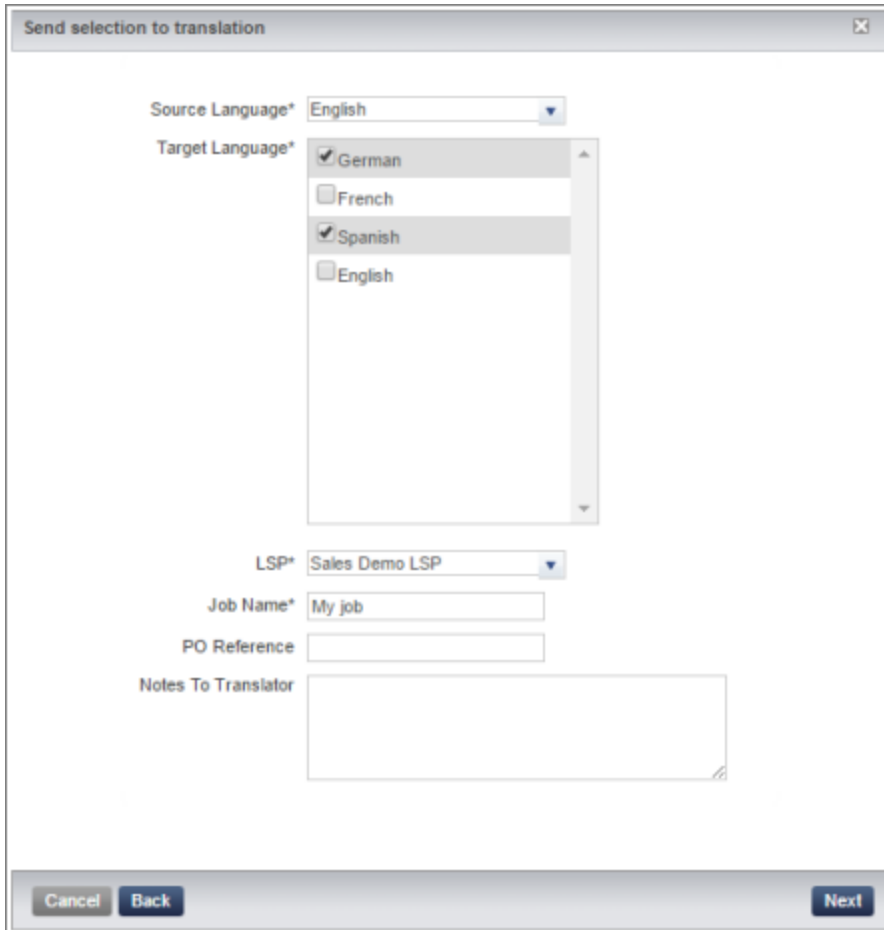 Send selection to translation
Source Language* English
Target Language*
German
French
Spanish
English
LSP* Sales Demo LSP
Job Name* My job
PO Reference
Notes To Translator
Cancel Back Next